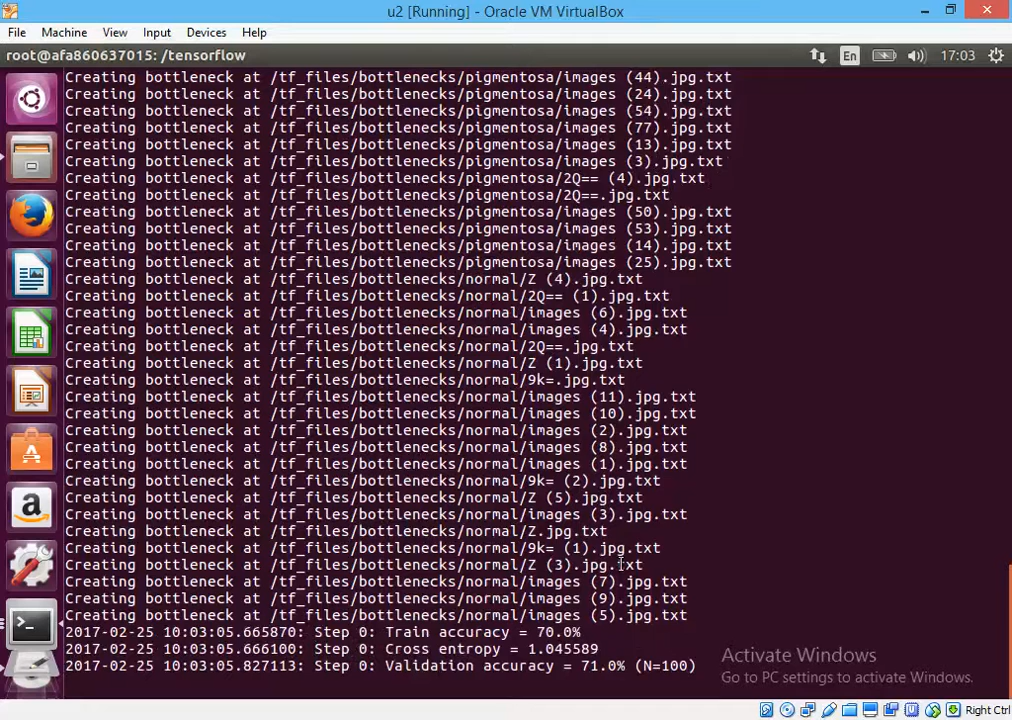 u2 [Running] - Oracle VM VirtualBox
File Machine View Input Devices Help
root@afa860637015: /tensorflow En 17:03
Creating bottleneck at /tf_files/bottlenecks/pigmentosa/images (44).jpg.txt
Creating bottleneck at /tf_files/bottlenecks/pigmentosa/images (24).jpg.txt
Creating bottleneck at /tf_files/bottlenecks/pigmentosa/images (54).jpg.txt
Creating bottleneck at /tf_files/bottlenecks/pigmentosa/images (77).jpg.txt
Creating bottleneck at /tf_files/bottlenecks/pigmentosa/images (13).jpg.txt
Creating bottleneck at /tf_files/bottlenecks/pigmentosa/images (3).jpg.txt
Creating bottleneck at /tf_files/bottlenecks/pigmentosa/2Q== (4).jpg.txt
Creating bottleneck at /tf_files/bottlenecks/pigmentosa/2Q==.jpg.txt
Creating bottleneck at /tf_files/bottlenecks/pigmentosa/images (50).jpg.txt
Creating bottleneck at /tf_files/bottlenecks/pigmentosa/images (53).jpg.txt
Creating bottleneck at /tf_files/bottlenecks/pigmentosa/images (14).jpg.txt
Creating bottleneck at /tf_files/bottlenecks/pigmentosa/images (25).jpg.txt
Creating bottleneck at /tf_files/bottlenecks/normal/Z (4).jpg.txt
Creating bottleneck at /tf_files/bottlenecks/normal/2Q== (1).jpg.txt
Creating bottleneck at /tf_files/bottlenecks/normal/images (6).jpg.txt
Creating bottleneck at /tf_files/bottlenecks/normal/images (4).jpg.txt
Creating bottleneck at /tf_files/bottlenecks/normal/2Q==.jpg.txt
Creating bottleneck at /tf_files/bottlenecks/normal/Z (1).jpg.txt
Creating bottleneck at /tf_files/bottlenecks/normal/9k=.jpg.txt
Creating bottleneck at /tf_files/bottlenecks/normal/images (11).jpg.txt
Creating bottleneck at /tf_files/bottlenecks/normal/images (10).jpg.txt
Creating bottleneck at /tf_files/bottlenecks/normal/images (2).jpg.txt
Creating bottleneck at /tf_files/bottlenecks/normal/images (8).jpg.txt
Creating bottleneck at /tf_files/bottlenecks/normal/images (1).jpg.txt
Creating bottleneck at /tf_files/bottlenecks/normal/9k= (2).jpg.txt
Creating bottleneck at /tf_files/bottlenecks/normal/Z (5).jpg.txt
Creating bottleneck at /tf_files/bottlenecks/normal/images (3).jpg.txt
Creating bottleneck at /tf_files/bottlenecks/normal/Z.jpg.txt
Creating bottleneck at /tf_files/bottlenecks/normal/9k= (1).jpg.txt
Creating bottleneck at /tf_files/bottlenecks/normal/Z (3).jpg.txt
Creating bottleneck at /tf_files/bottlenecks/normal/images (7).jpg.txt
Creating bottleneck at /tf_files/bottlenecks/normal/images (9).jpg.txt
Creating bottleneck at /tf_files/bottlenecks/normal/images (5).jpg.txt
2017-02-25 10:03:05.665870: Step 0: Train accuracy = 70.0%
2017-02-25 10:03:05.666100: Step 0: Cross entropy = 1.045589
2017-02-25 10:03:05.827113: Step 0: Validation accuracy = 71.0% (N=100)
Activate Windows
Go to PC settings to activate Windows.
Right Ctrl